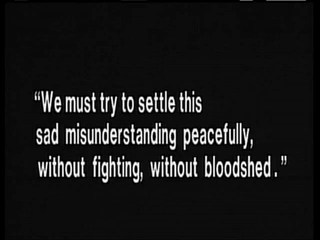 “We must try to settle this
sad misunderstanding peacefully,
without fighting, without bloodshed.”